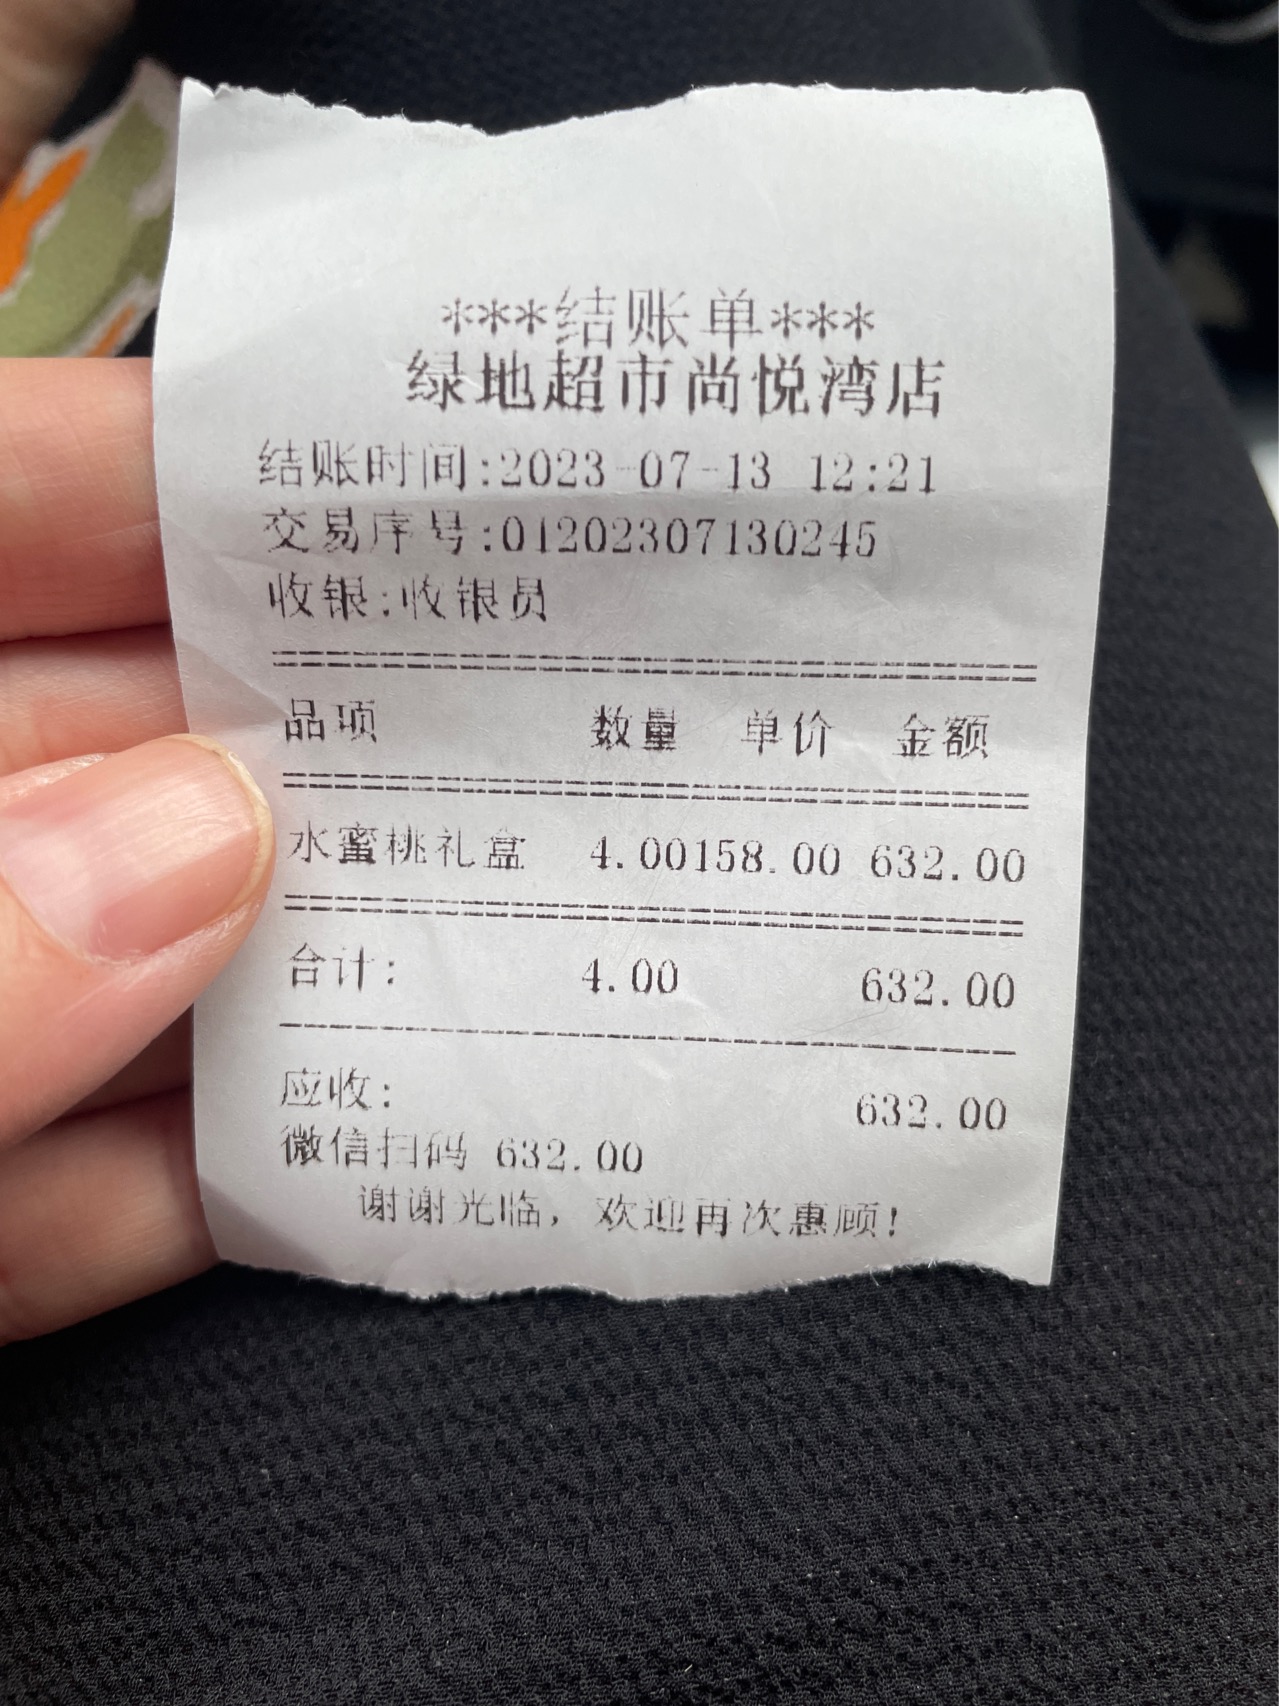 ***结账单***
绿地超市尚悦湾店
结账时间:2023-07-13 12:21
交易序号:012023071​30245
收银:收银员
品项 数量 单价 金额
水蜜桃礼盒 4.00158.00 632.00
合计: 4.00 632.00
应收: 632.00
微信扫码 632.00
谢谢光临，欢迎再次惠顾!